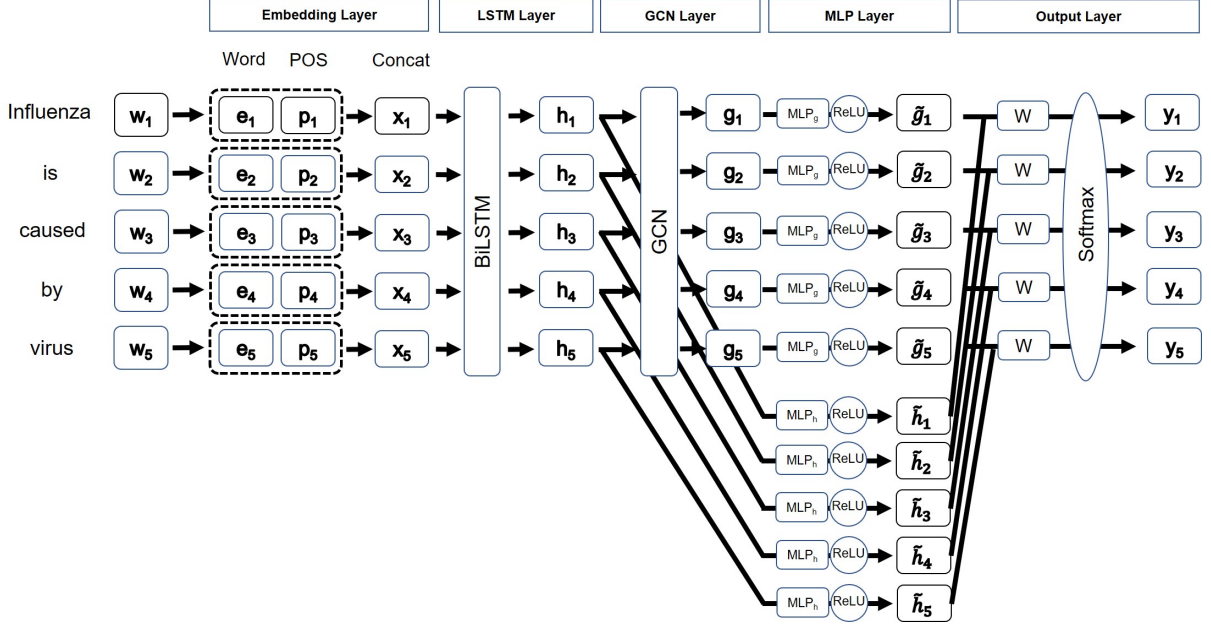 Embedding Layer LSTM Layer GCN Layer MLP Layer Output Layer
Word POS Concat
Influenza w₁ e₁ p₁ x₁ h₁ g₁ MLPg ReLU g̃₁ W y₁
is w₂ e₂ p₂ x₂ h₂ g₂ MLPg ReLU g̃₂ W y₂
caused w₃ e₃ p₃ x₃ BiLSTM h₃ GCN g₃ MLPg ReLU g̃₃ W Softmax y₃
by w₄ e₄ p₄ x₄ h₄ g₄ MLPg ReLU g̃₄ W y₄
virus w₅ e₅ p₅ x₅ h₅ g₅ MLPg ReLU g̃₅ W y₅
MLPₕ ReLU h̃₁
MLPₕ ReLU h̃₂
MLPₕ ReLU h̃₃
MLPₕ ReLU h̃₄
MLPₕ ReLU h̃₅